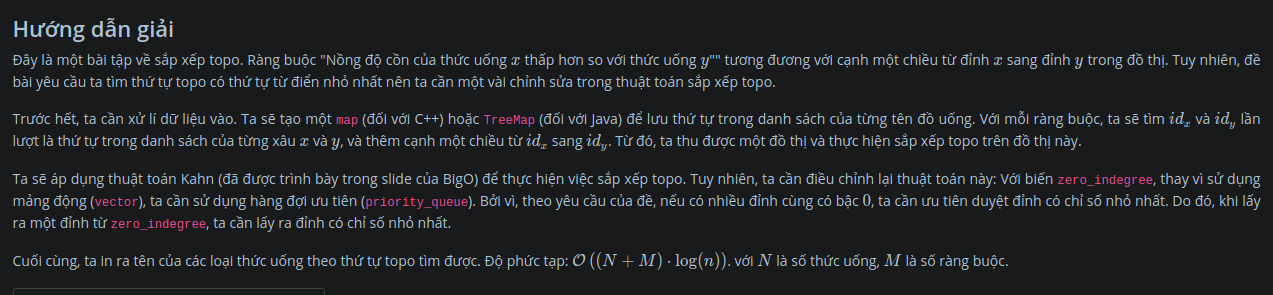 Hướng dẫn giải
Đây là một bài tập về sắp xếp topo. Ràng buộc "Nồng độ cồn của thức uống x thấp hơn so với thức uống y"" tương đương với cạnh một chiều từ đỉnh x sang đỉnh y trong đồ thị. Tuy nhiên, đề
bài yêu cầu ta tìm thứ tự topo có thứ tự từ điển nhỏ nhất nên ta cần một vài chỉnh sửa trong thuật toán sắp xếp topo.
Trước hết, ta cần xử lí dữ liệu vào. Ta sẽ tạo một map (đối với C++) hoặc TreeMap (đối với Java) để lưu thứ tự trong danh sách của từng tên đồ uống. Với mỗi ràng buộc, ta sẽ tìm id_x và id_y lần
lượt là thứ tự trong danh sách của từng xâu x và y, và thêm cạnh một chiều từ id_x sang id_y. Từ đó, ta thu được một đồ thị và thực hiện sắp xếp topo trên đồ thị này.
Ta sẽ áp dụng thuật toán Kahn (đã được trình bày trong slide của BigO) để thực hiện việc sắp xếp topo. Tuy nhiên, ta cần điều chỉnh lại thuật toán này: Với biến zero_indegree, thay vì sử dụng
mảng động (vector), ta cần sử dụng hàng đợi ưu tiên (priority_queue). Bởi vì, theo yêu cầu của đề, nếu có nhiều đỉnh cùng có bậc 0, ta cần ưu tiên duyệt đỉnh có chỉ số nhỏ nhất. Do đó, khi lấy
ra một đỉnh từ zero_indegree, ta cần lấy ra đỉnh có chỉ số nhỏ nhất.
Cuối cùng, ta in ra tên của các loại thức uống theo thứ tự topo tìm được. Độ phức tạp: O((N + M) · log(n)). với N là số thức uống, M là số ràng buộc.